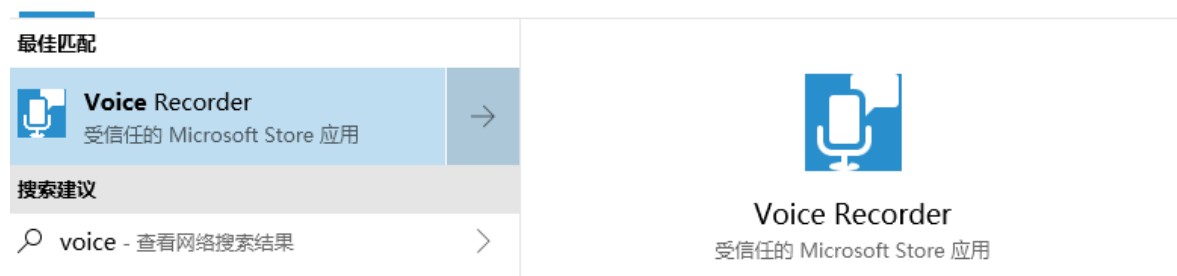 最佳匹配
Voice Recorder
受信任的 Microsoft Store 应用
搜索建议
voice - 查看网络搜索结果
Voice Recorder
受信任的 Microsoft Store 应用